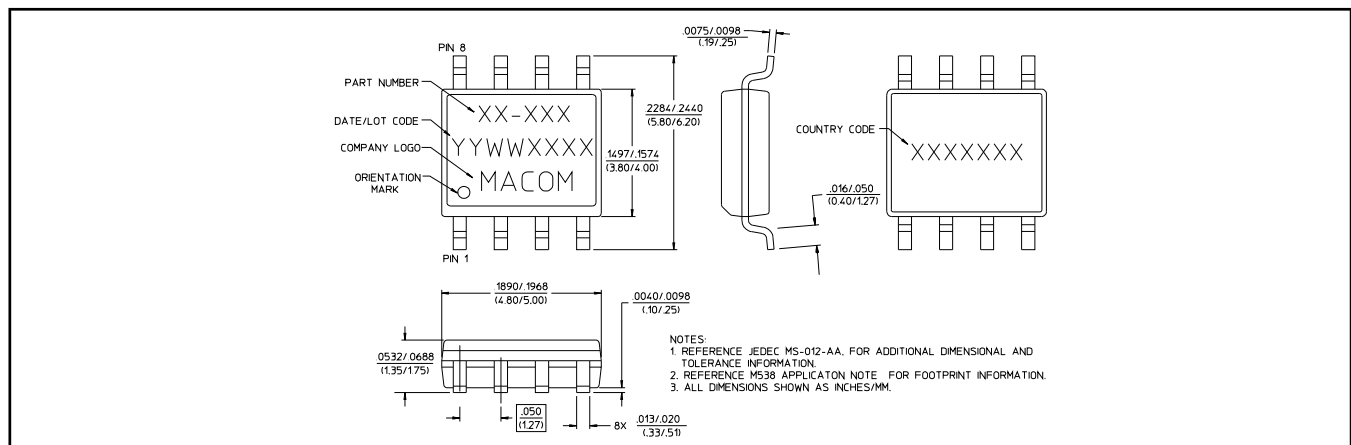 PIN 8
PART NUMBER
XX-XXX
DATE/LOT CODE
YYWWXXXX
COMPANY LOGO
MACOM
ORIENTATION
MARK
PIN 1
.2284/.2440
(5.80/6.20)
.1497/.1574
(3.80/4.00)
.0075/.0098
(.19/.25)
.016/.050
(0.40/1.27)
COUNTRY CODE
XXXXXXX
.1890/.1968
(4.80/5.00)
.0040/.0098
(.10/.25)
.0532/.0688
(1.35/1.75)
.050
(1.27)
8X .013/.020
(.33/.51)
NOTES:
1. REFERENCE JEDEC MS-012-AA, FOR ADDITIONAL DIMENSIONAL AND
TOLERANCE INFORMATION.
2. REFERENCE M538 APPLICATON NOTE FOR FOOTPRINT INFORMATION.
3. ALL DIMENSIONS SHOWN AS INCHES/MM.